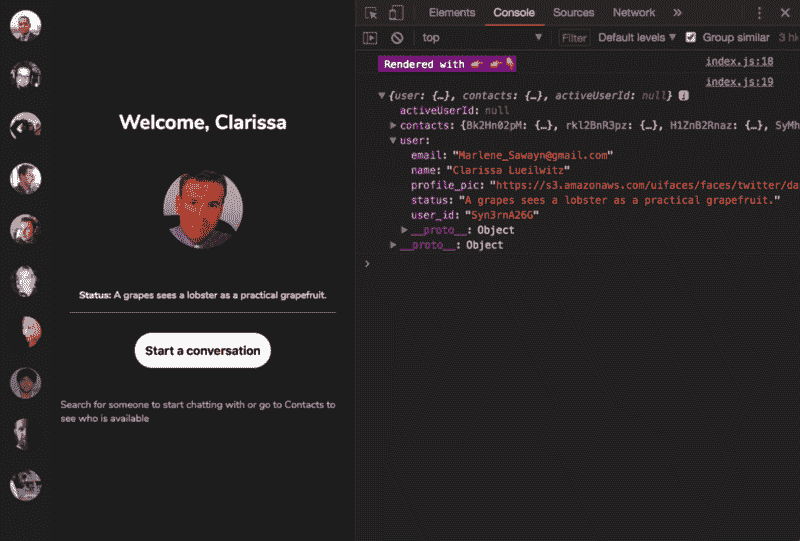 Welcome, Clarissa
Status: A grapes sees a lobster as a practical grapefruit.
Start a conversation
Search for someone to start chatting with or go to Contacts to
see who is available
Elements Console Sources Network »
top Filter Default levels Group similar 3
Rendered with 👉🏽 👉🏽👇🏽 index.js:18
index.js:19
{user: {…}, contacts: {…}, activeUserId: null}
activeUserId: null
contacts: {Bk2Hn02pM: {…}, rkl2BnR3pz: {…}, H1ZnB2Rnaz: {…}, SyMh
user:
email: "Marlene_Sawayn@gmail.com"
name: "Clarissa Lueilwitz"
profile_pic: "https://s3.amazonaws.com/uifaces/faces/twitter/da
status: "A grapes sees a lobster as a practical grapefruit."
user_id: "Syn3rnA26G"
__proto__: Object
__proto__: Object